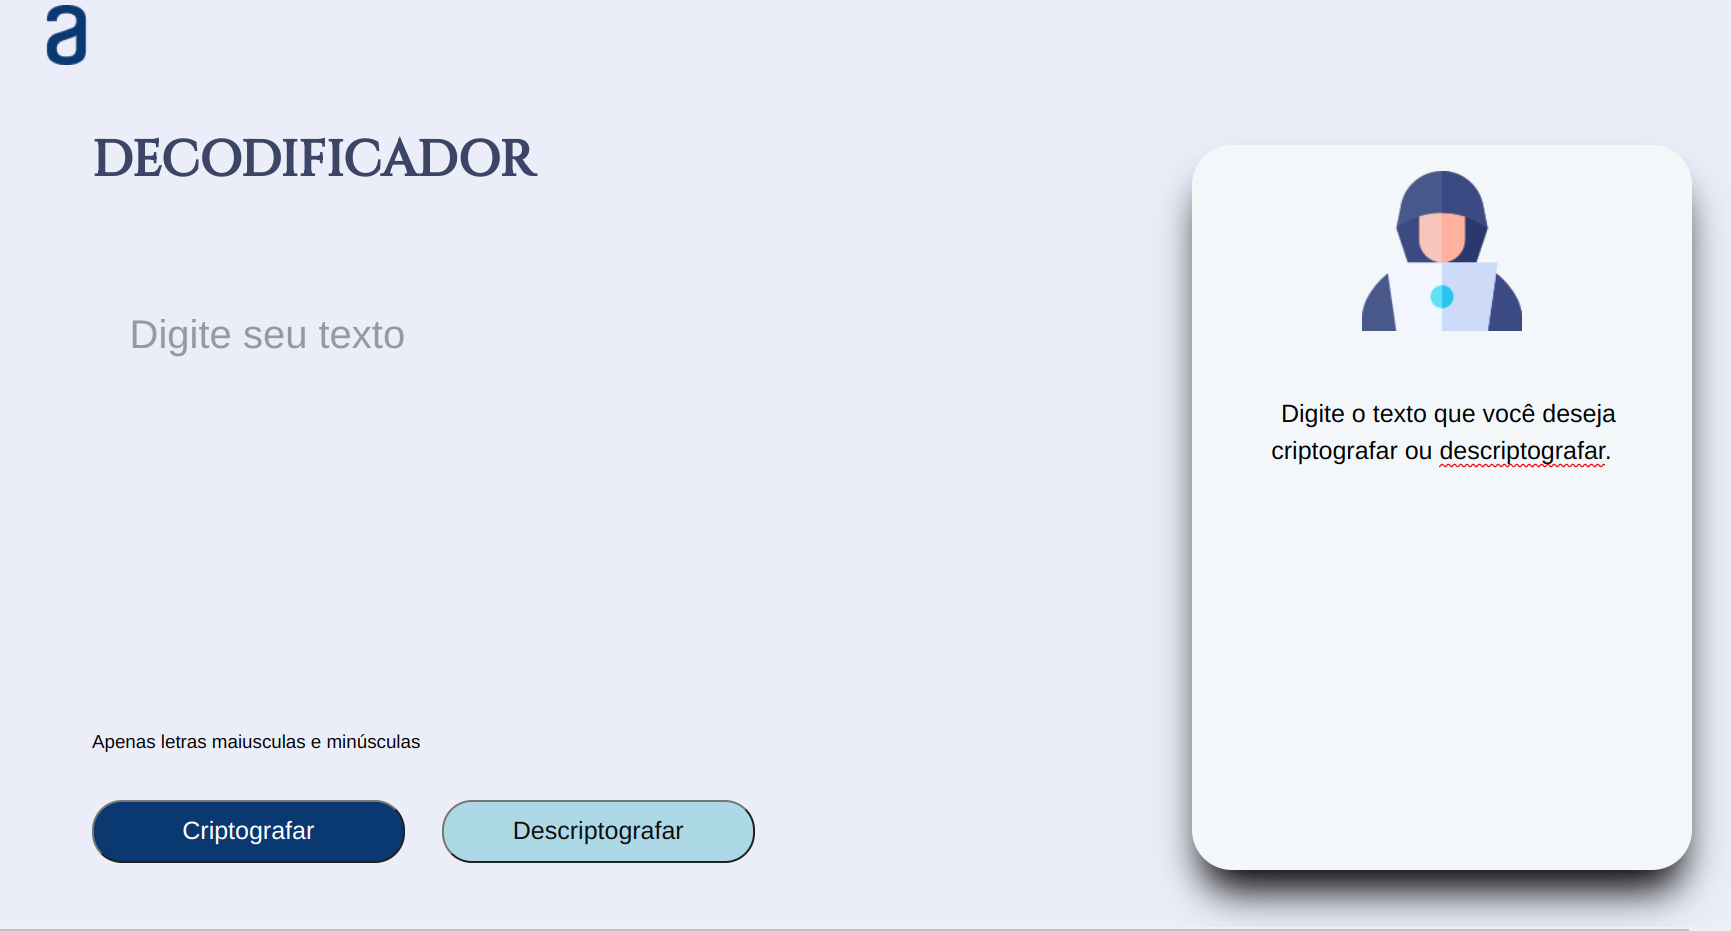 a
DECODIFICADOR
Digite seu texto
Digite o texto que você deseja
criptografar ou descriptografar.
Apenas letras maiusculas e minúsculas
Criptografar
Descriptografar